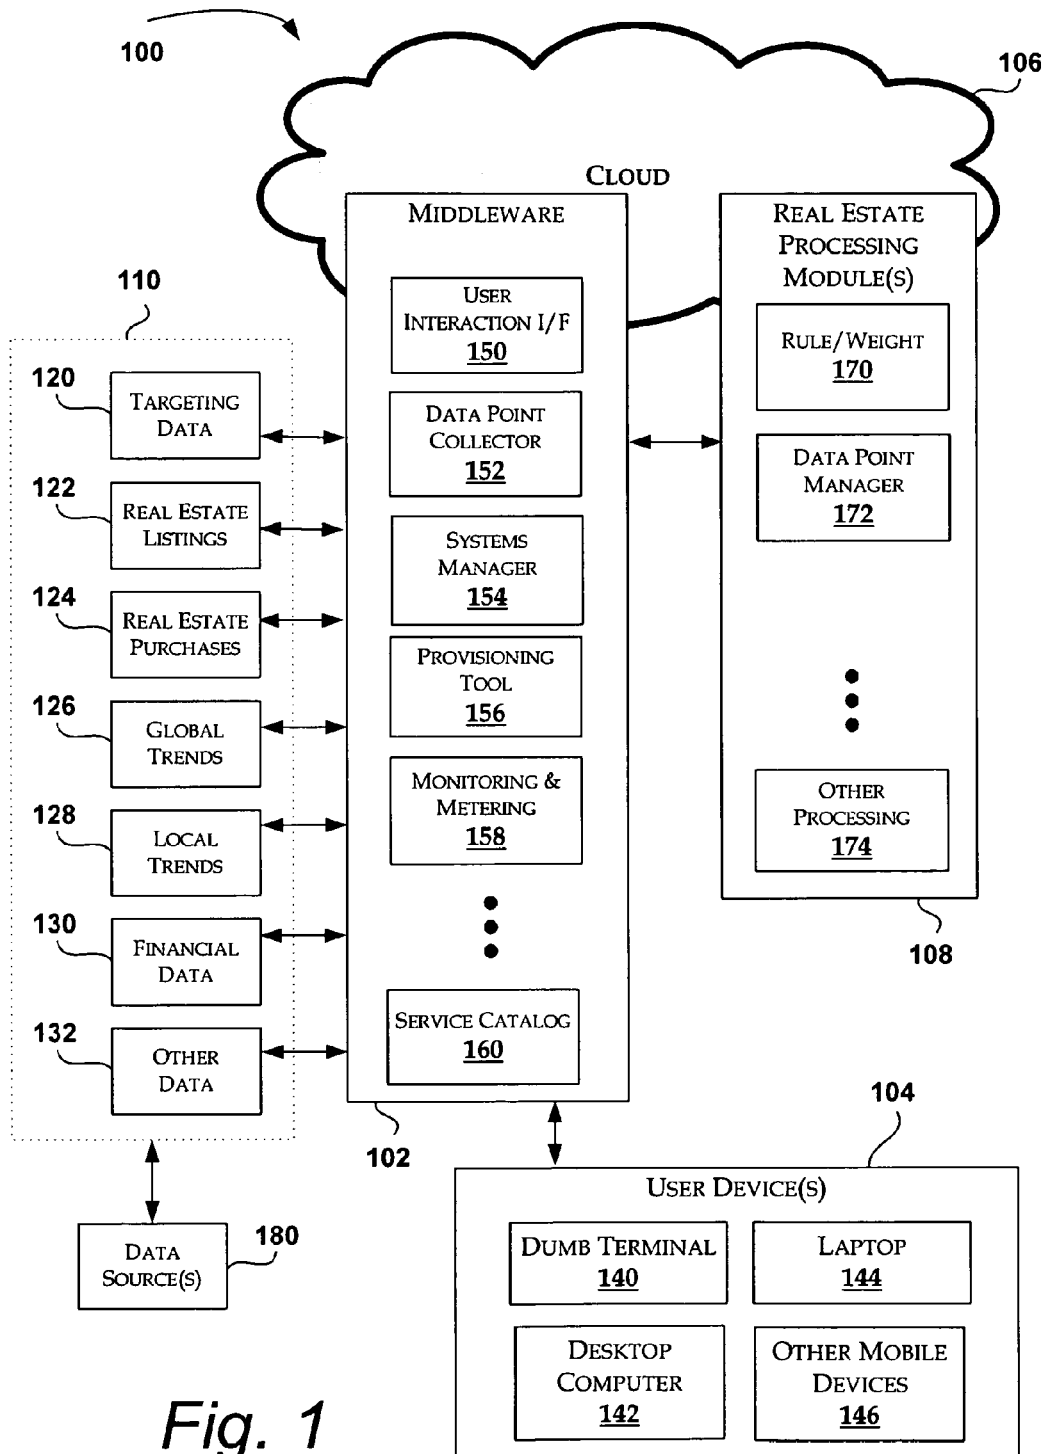 100
106
CLOUD
MIDDLEWARE
USER
INTERACTION I/F
150
DATA POINT
COLLECTOR
152
SYSTEMS
MANAGER
154
PROVISIONING
TOOL
156
MONITORING &
METERING
158
SERVICE CATALOG
160
102
REAL ESTATE
PROCESSING
MODULE(S)
RULE/WEIGHT
170
DATA POINT
MANAGER
172
OTHER
PROCESSING
174
108
110
120
TARGETING
DATA
122
REAL ESTATE
LISTINGS
124
REAL ESTATE
PURCHASES
126
GLOBAL
TRENDS
128
LOCAL
TRENDS
130
FINANCIAL
DATA
132
OTHER
DATA
DATA
SOURCE(S)
180
104
USER DEVICE(S)
DUMB TERMINAL
140
LAPTOP
144
DESKTOP
COMPUTER
142
OTHER MOBILE
DEVICES
146
Fig. 1